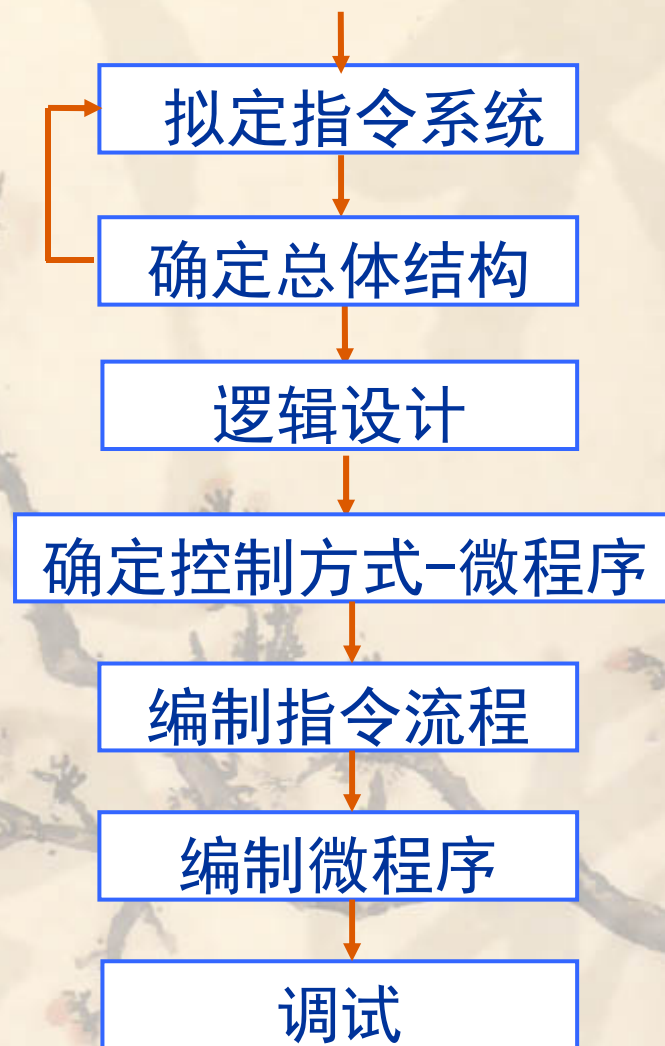 拟定指令系统
确定总体结构
逻辑设计
确定控制方式-微程序
编制指令流程
编制微程序
调试